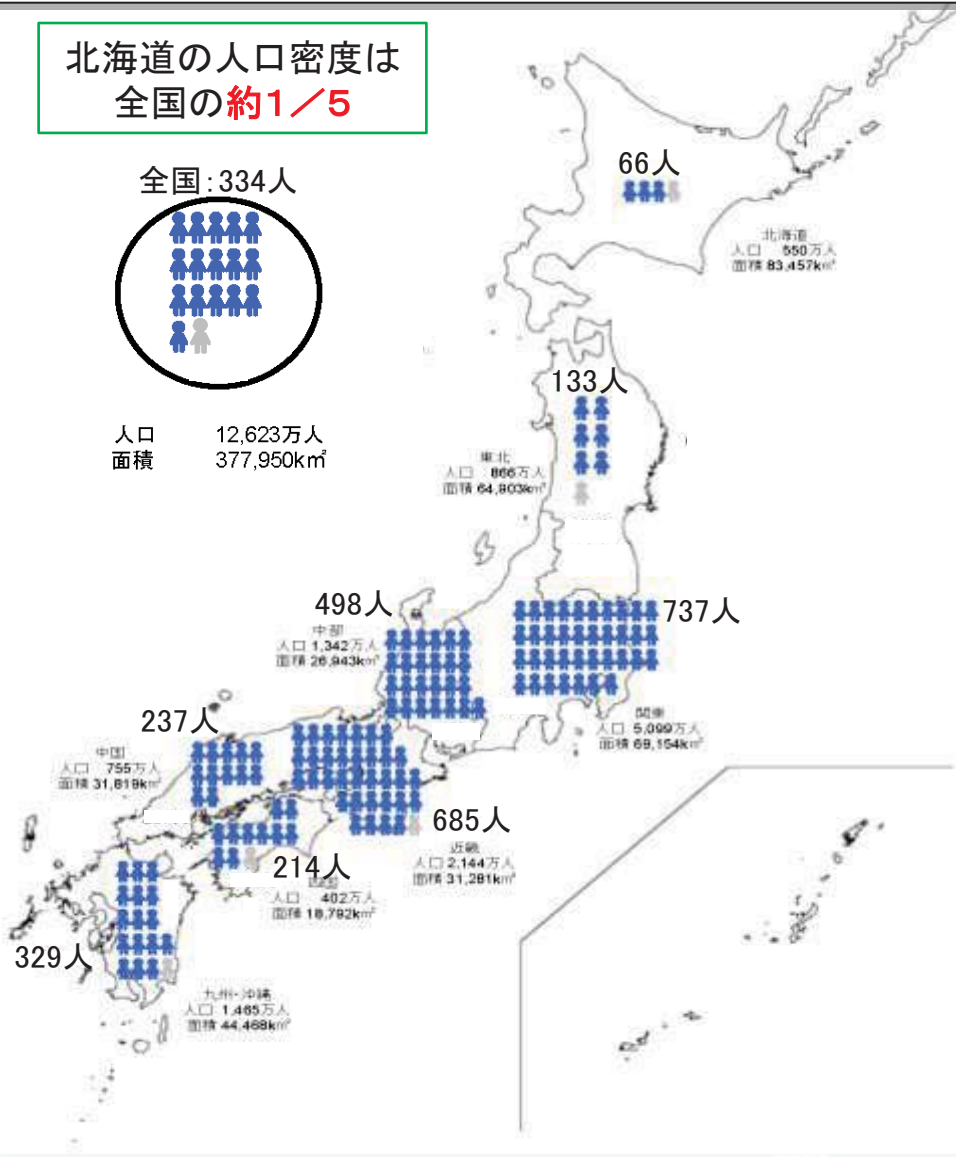 北海道の人口密度は
全国の約1／5
全国:334人
人口 12,623万人
面積 377,950km²
66人
北海道
人口 550万人
面積 83,457km²
133人
東北
人口 866万人
面積 64,903km²
498人
中部
人口 1,342万人
面積 26,943km²
737人
関東
人口 5,099万人
面積 69,154km²
237人
中国
人口 755万人
面積 31,819km²
685人
近畿
人口 2,144万人
面積 31,281km²
214人
四国
人口 402万人
面積 18,792km²
329人
九州・沖縄
人口 1,465万人
面積 44,468km²